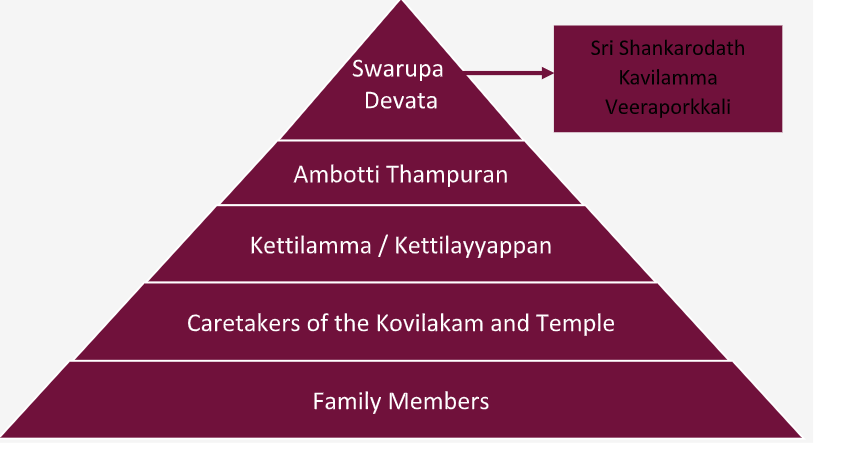 Swarupa
Devata
Sri Shankarodath
Kavilamma
Veeraporkkali
Ambotti Thampuran
Kettilamma / Kettilayyappan
Caretakers of the Kovilakam and Temple
Family Members